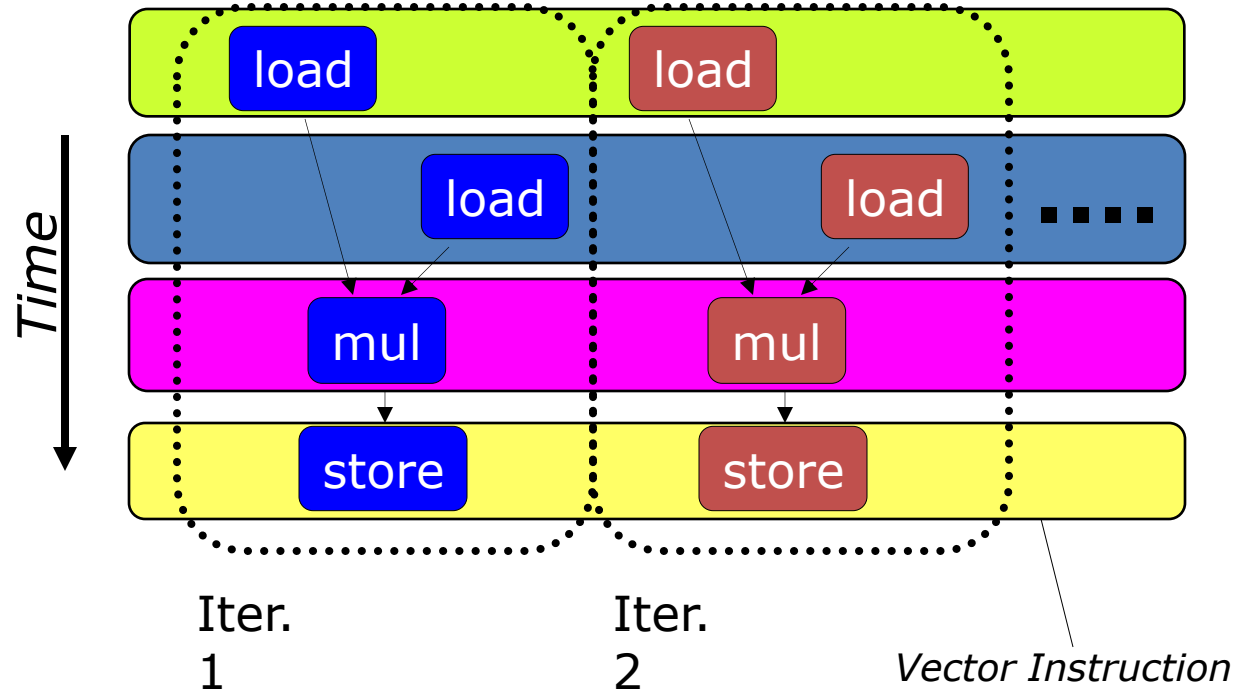 load load
load load
Time
mul mul
store store
Iter. Iter.
1 2
Vector Instruction